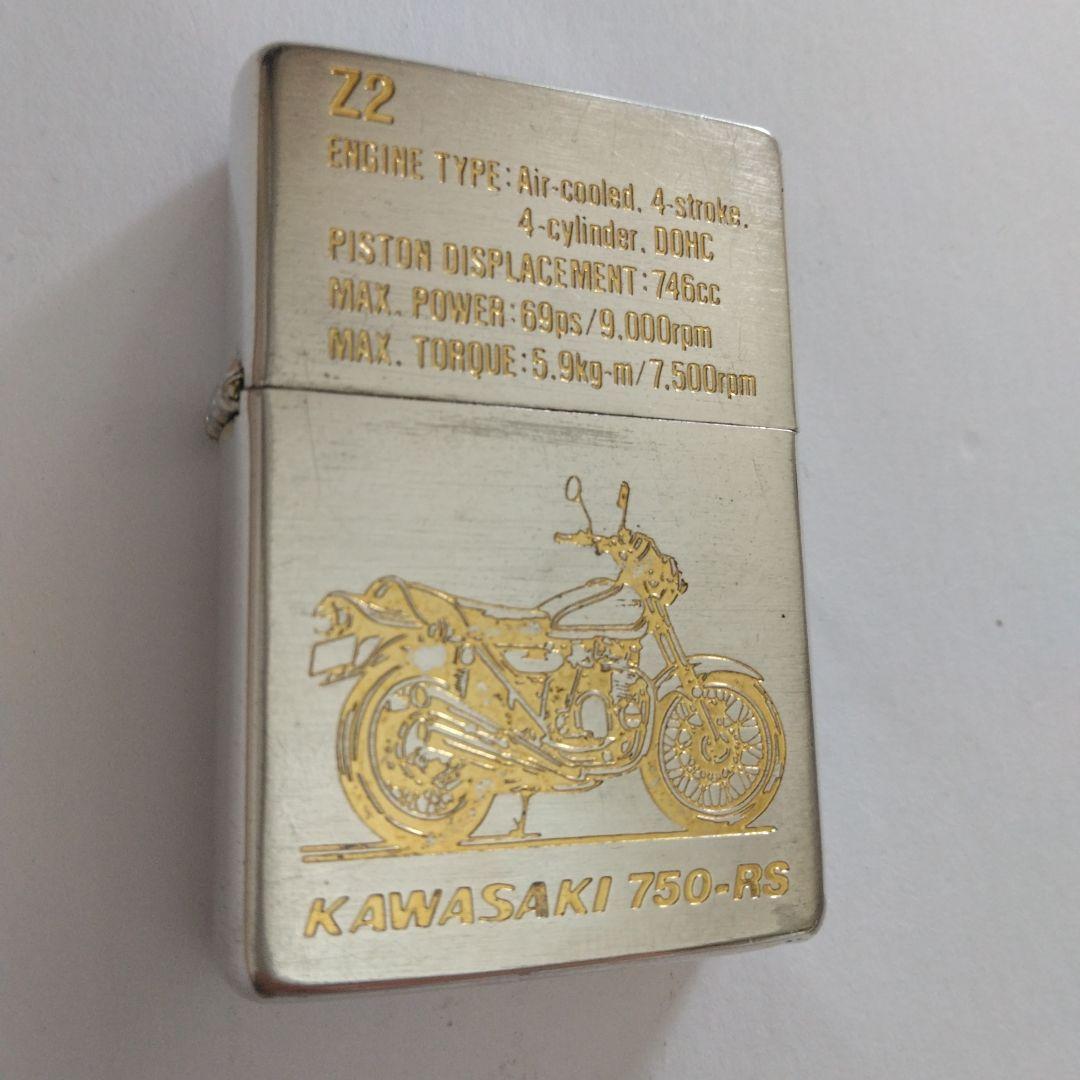 Z2
ENGINE TYPE:Air-cooled, 4-stroke,
4-cylinder, DOHC
PISTON DISPLACEMENT:746cc
MAX. POWER:69ps/9.000rpm
MAX. TORQUE:5.9kg-m/7.500rpm
KAWASAKI 750-RS